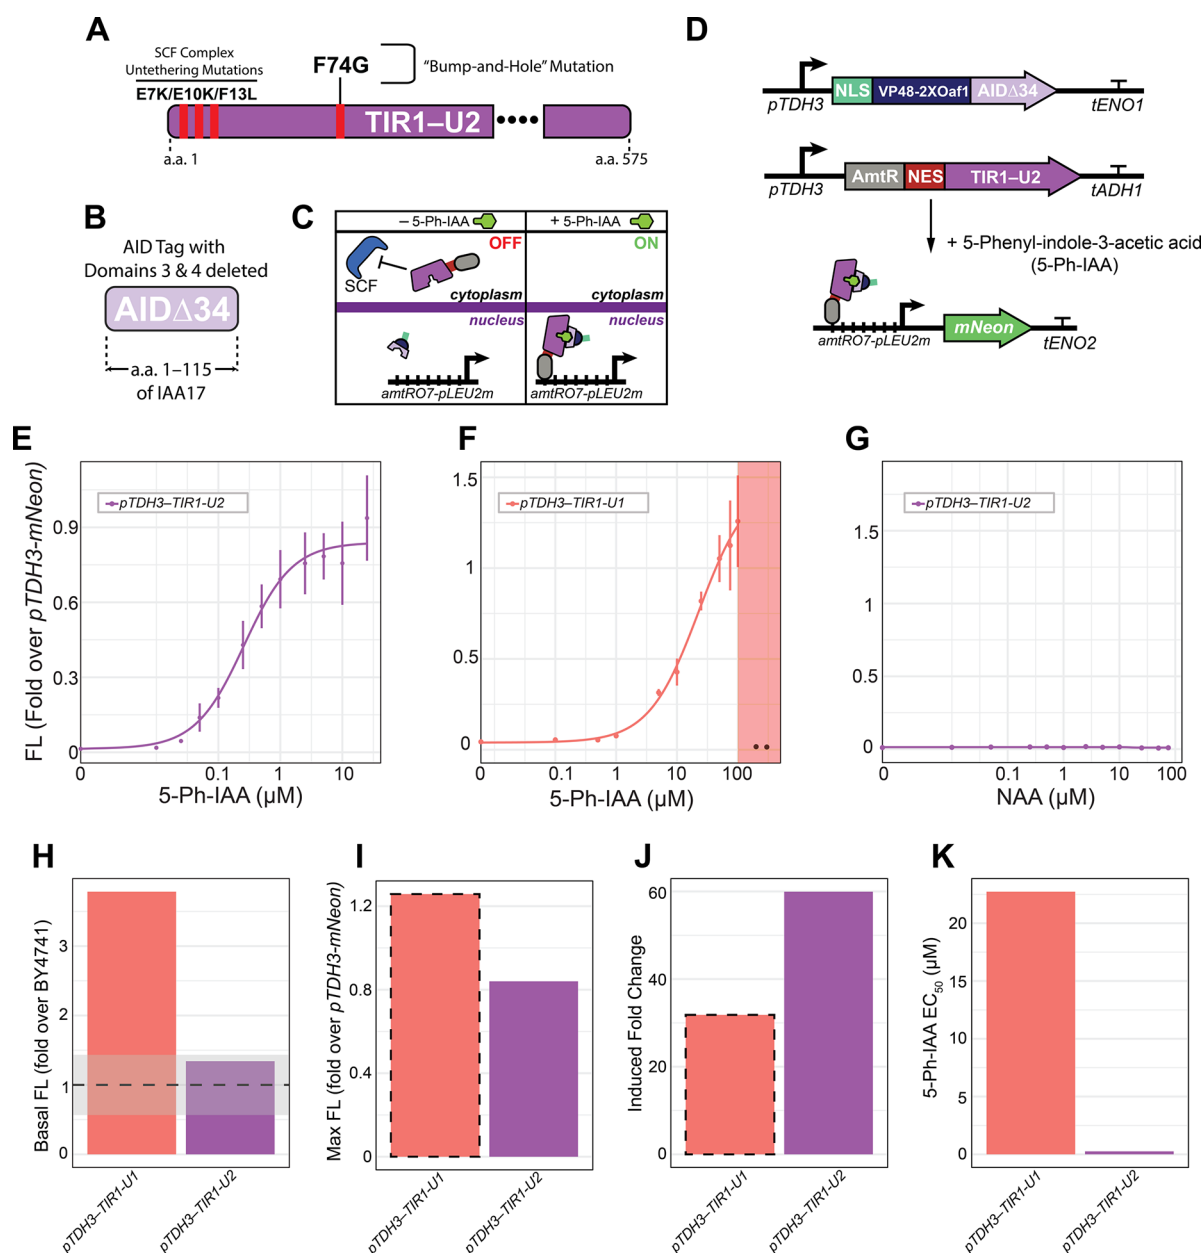 A
SCF Complex
Untethering Mutations
E7K/E10K/F13L
F74G
"Bump-and-Hole" Mutation
TIR1–U2
a.a. 1
a.a. 575
B
AID Tag with
Domains 3 & 4 deleted
AIDΔ34
a.a. 1–115
of IAA17
C
– 5-Ph-IAA
+ 5-Ph-IAA
OFF
ON
SCF
cytoplasm
cytoplasm
nucleus
nucleus
amtRO7-pLEU2m
amtRO7-pLEU2m
D
pTDH3
NLS
VP48-2XOaf1
AIDΔ34
tENO1
pTDH3
AmtR
NES
TIR1–U2
tADH1
+ 5-Phenyl-indole-3-acetic acid
(5-Ph-IAA)
amtRO7-pLEU2m
mNeon
tENO2
E
FL (Fold over pTDH3-mNeon)
pTDH3–TIR1-U2
0.9
0.6
0.3
0
0
0.1
1
10
5-Ph-IAA (µM)
F
pTDH3–TIR1-U1
1.5
1
0.5
0
0
0.1
1
10
100
5-Ph-IAA (µM)
G
pTDH3–TIR1-U2
1.5
1
0.5
0
0
0.1
1
10
100
NAA (µM)
H
Basal FL (fold over BY4741)
3
2
1
0
pTDH3–TIR1-U1
pTDH3–TIR1-U2
I
Max FL (fold over pTDH3-mNeon)
1.2
0.8
0.4
0
pTDH3–TIR1-U1
pTDH3–TIR1-U2
J
Induced Fold Change
60
40
20
0
pTDH3–TIR1-U1
pTDH3–TIR1-U2
K
5-Ph-IAA EC50 (µM)
20
15
10
5
0
pTDH3–TIR1-U1
pTDH3–TIR1-U2